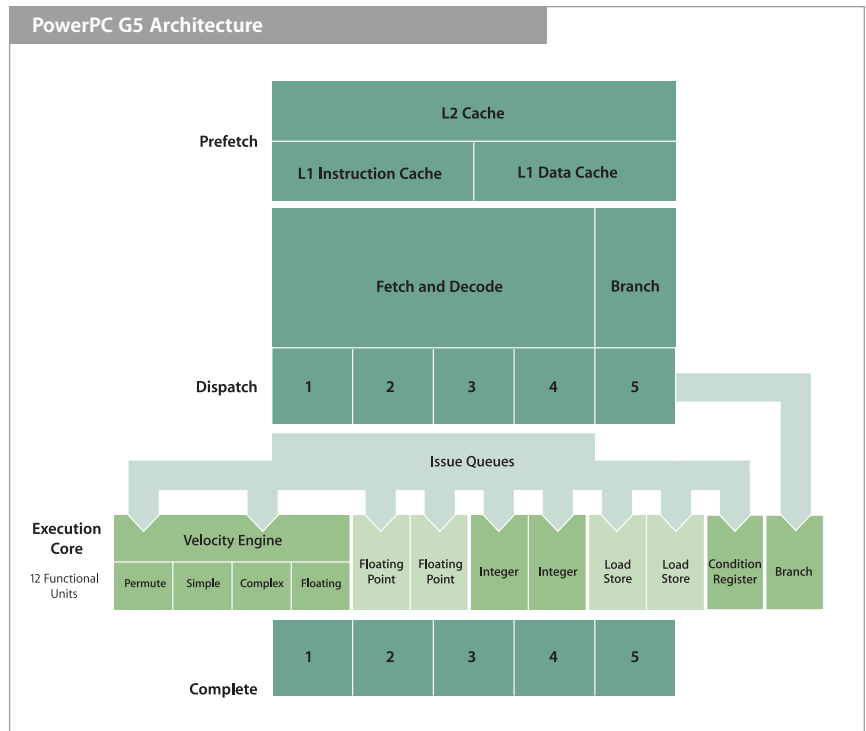 PowerPC G5 Architecture
L2 Cache
Prefetch
L1 Instruction Cache
L1 Data Cache
Fetch and Decode
Branch
Dispatch
1
2
3
4
5
Issue Queues
Execution
Core
12 Functional
Units
Velocity Engine
Permute
Simple
Complex
Floating
Floating
Point
Floating
Point
Integer
Integer
Load
Store
Load
Store
Condition
Register
Branch
Complete
1
2
3
4
5